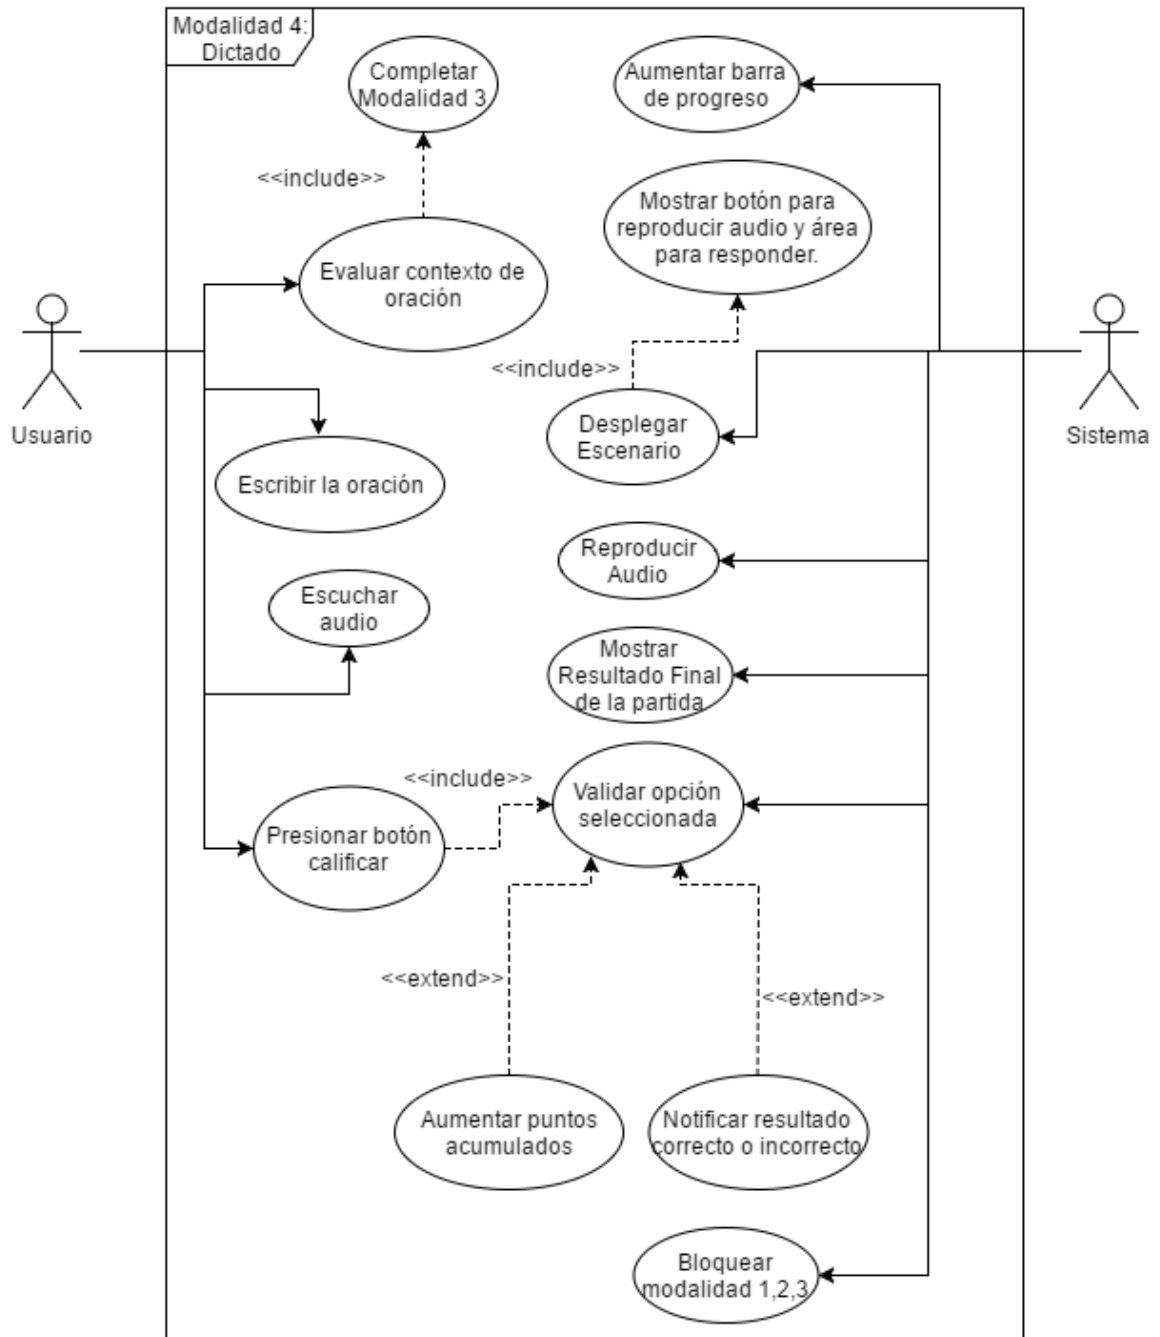 Modalidad 4:
Dictado
Completar
Modalidad 3
Aumentar barra
de progreso
<<include>>
Mostrar botón para
reproducir audio y área
para responder.
Evaluar contexto de
oración
<<include>>
Usuario
Sistema
Desplegar
Escenario
Escribir la oración
Reproducir
Audio
Escuchar
audio
Mostrar
Resultado Final
de la partida
<<include>>
Validar opción
seleccionada
Presionar botón
calificar
<<extend>>
<<extend>>
Aumentar puntos
acumulados
Notificar resultado
correcto o incorrecto
Bloquear
modalidad 1,2,3